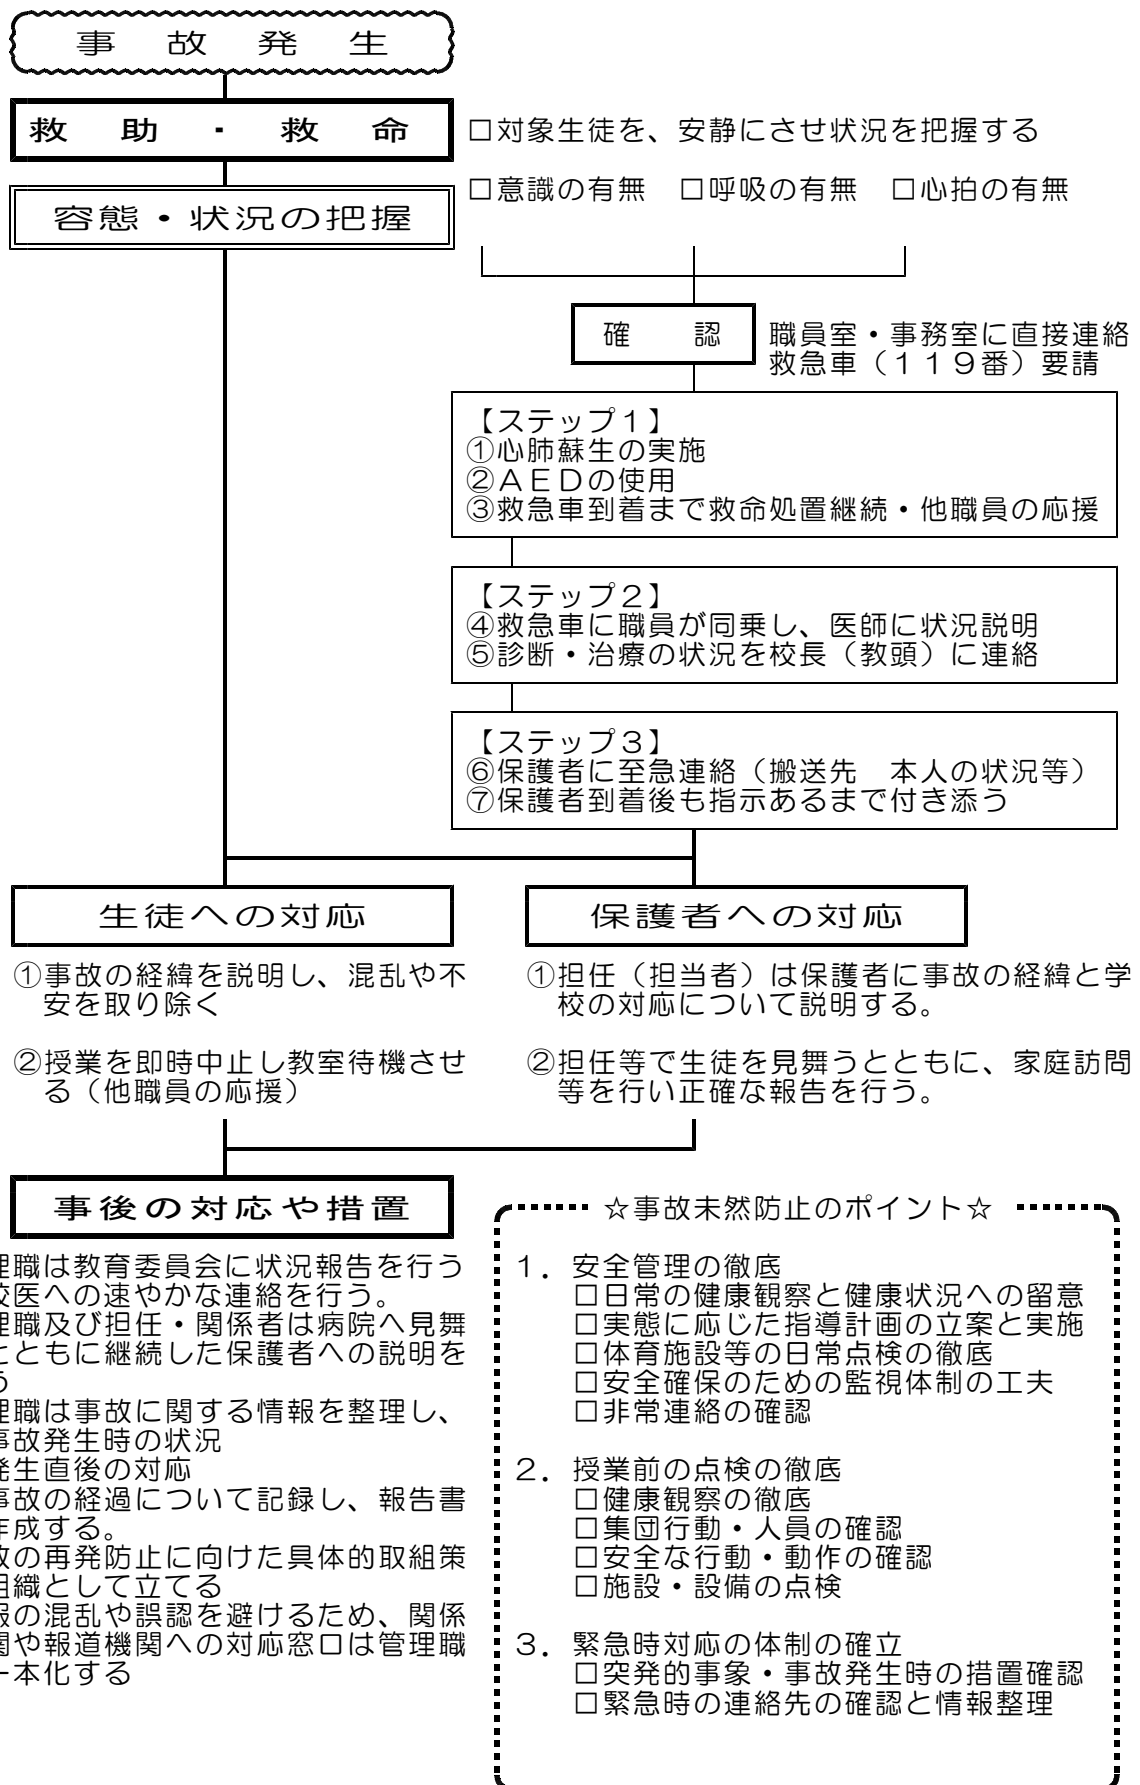 事故発生
救助・救命
□対象生徒を、安静にさせ状況を把握する
容態・状況の把握
□意識の有無　□呼吸の有無　□心拍の有無
確認
職員室・事務室に直接連絡
救急車（１１９番）要請
【ステップ１】
①心肺蘇生の実施
②ＡＥＤの使用
③救急車到着まで救命処置継続・他職員の応援
【ステップ２】
④救急車に職員が同乗し、医師に状況説明
⑤診断・治療の状況を校長（教頭）に連絡
【ステップ３】
⑥保護者に至急連絡（搬送先　本人の状況等）
⑦保護者到着後も指示あるまで付き添う
生徒への対応
①事故の経緯を説明し、混乱や不
安を取り除く
②授業を即時中止し教室待機させ
る（他職員の応援）
保護者への対応
①担任（担当者）は保護者に事故の経緯と学
校の対応について説明する。
②担任等で生徒を見舞うとともに、家庭訪問
等を行い正確な報告を行う。
事後の対応や措置
理職は教育委員会に状況報告を行う
校医への速やかな連絡を行う。
理職及び担任・関係者は病院へ見舞
とともに継続した保護者への説明を
う
理職は事故に関する情報を整理し、
事故発生時の状況
発生直後の対応
事故の経過について記録し、報告書
作成する。
故の再発防止に向けた具体的取組策
組織として立てる
報の混乱や誤認を避けるため、関係
関や報道機関への対応窓口は管理職
一本化する
☆事故未然防止のポイント☆
１．安全管理の徹底
□日常の健康観察と健康状況への留意
□実態に応じた指導計画の立案と実施
□体育施設等の日常点検の徹底
□安全確保のための監視体制の工夫
□非常連絡の確認
２．授業前の点検の徹底
□健康観察の徹底
□集団行動・人員の確認
□安全な行動・動作の確認
□施設・設備の点検
３．緊急時対応の体制の確立
□突発的事象・事故発生時の措置確認
□緊急時の連絡先の確認と情報整理